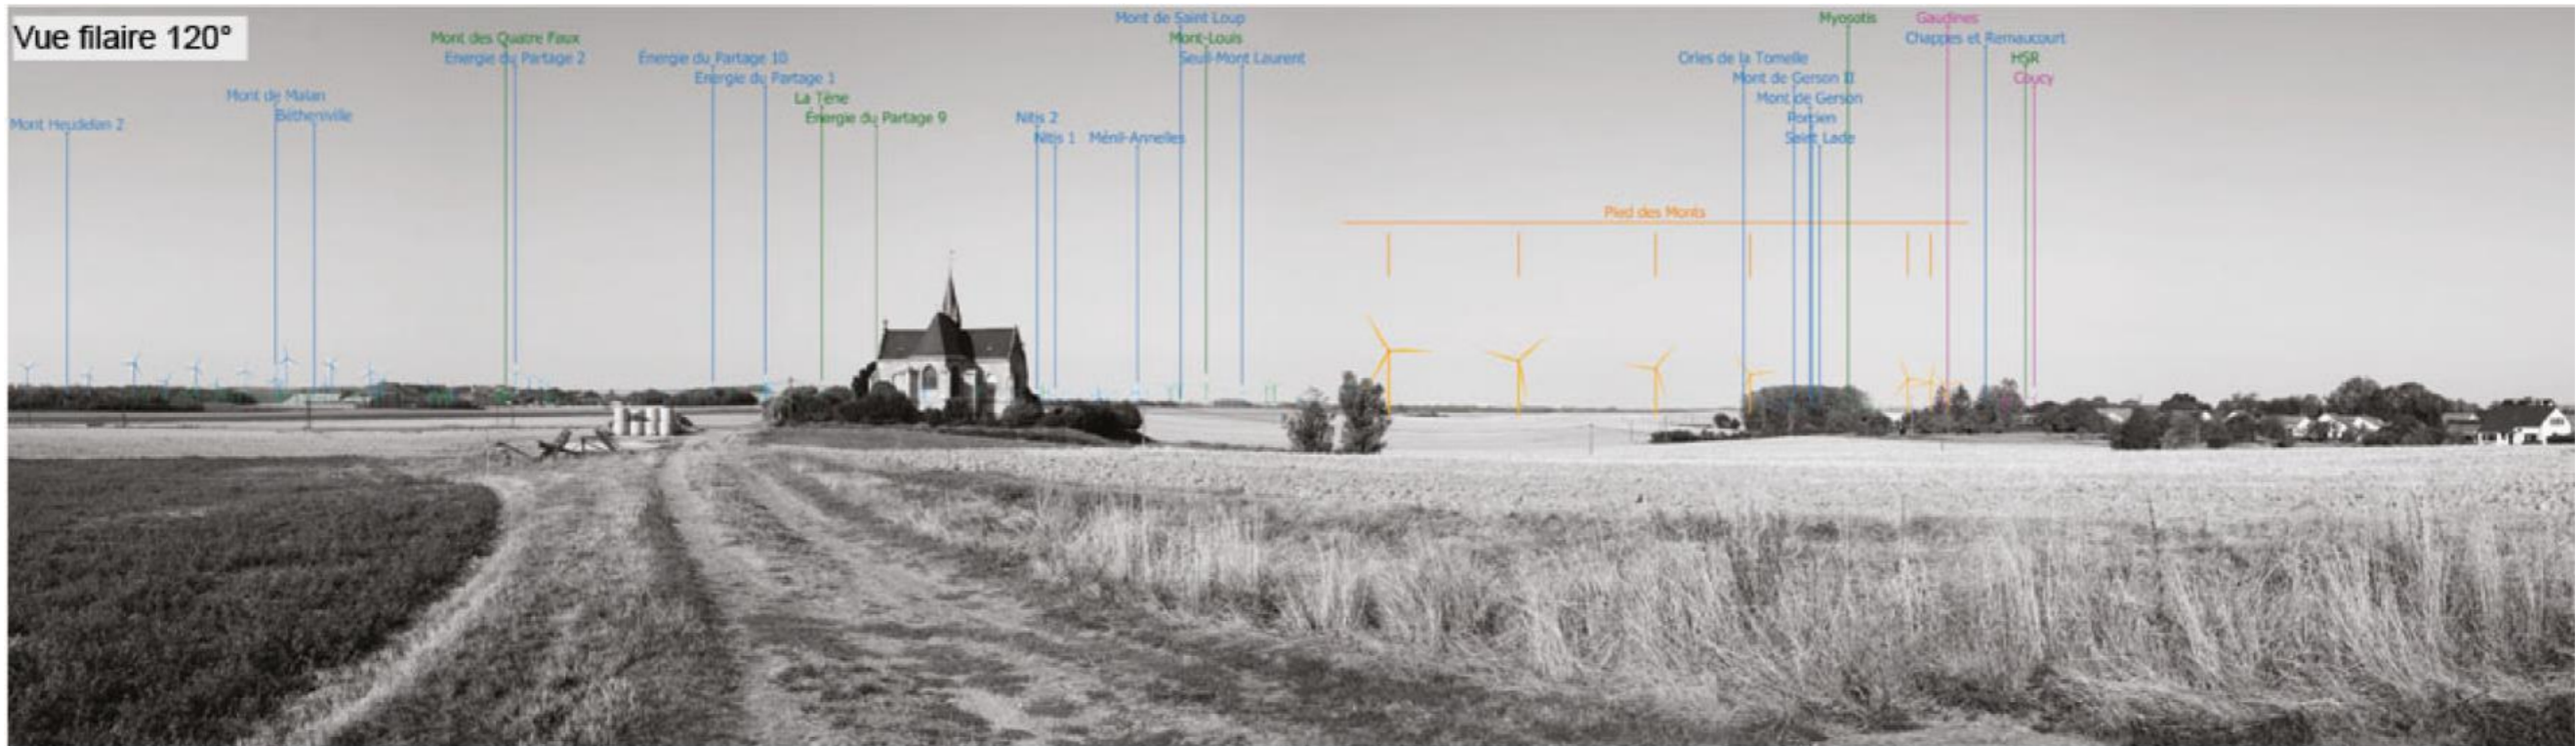 Vue filaire 120°
Mont Heudelan 2
Mont de Malan
Bétheniville
Mont des Quatre Faux
Energie du Partage 2
Énergie du Partage 10
Energie du Partage 1
La Tène
Énergie du Partage 9
Nitis 2
Nitis 1
Ménil-Annelles
Mont de Saint Loup
Mont-Louis
Seuil-Mont Laurent
Pied des Monts
Orles de la Tomelle
Mont de Gerson II
Mont de Gerson
Porcien
Saint Lade
Myosotis
Gaudines
Chappes et Remaucourt
HSR
Coucy